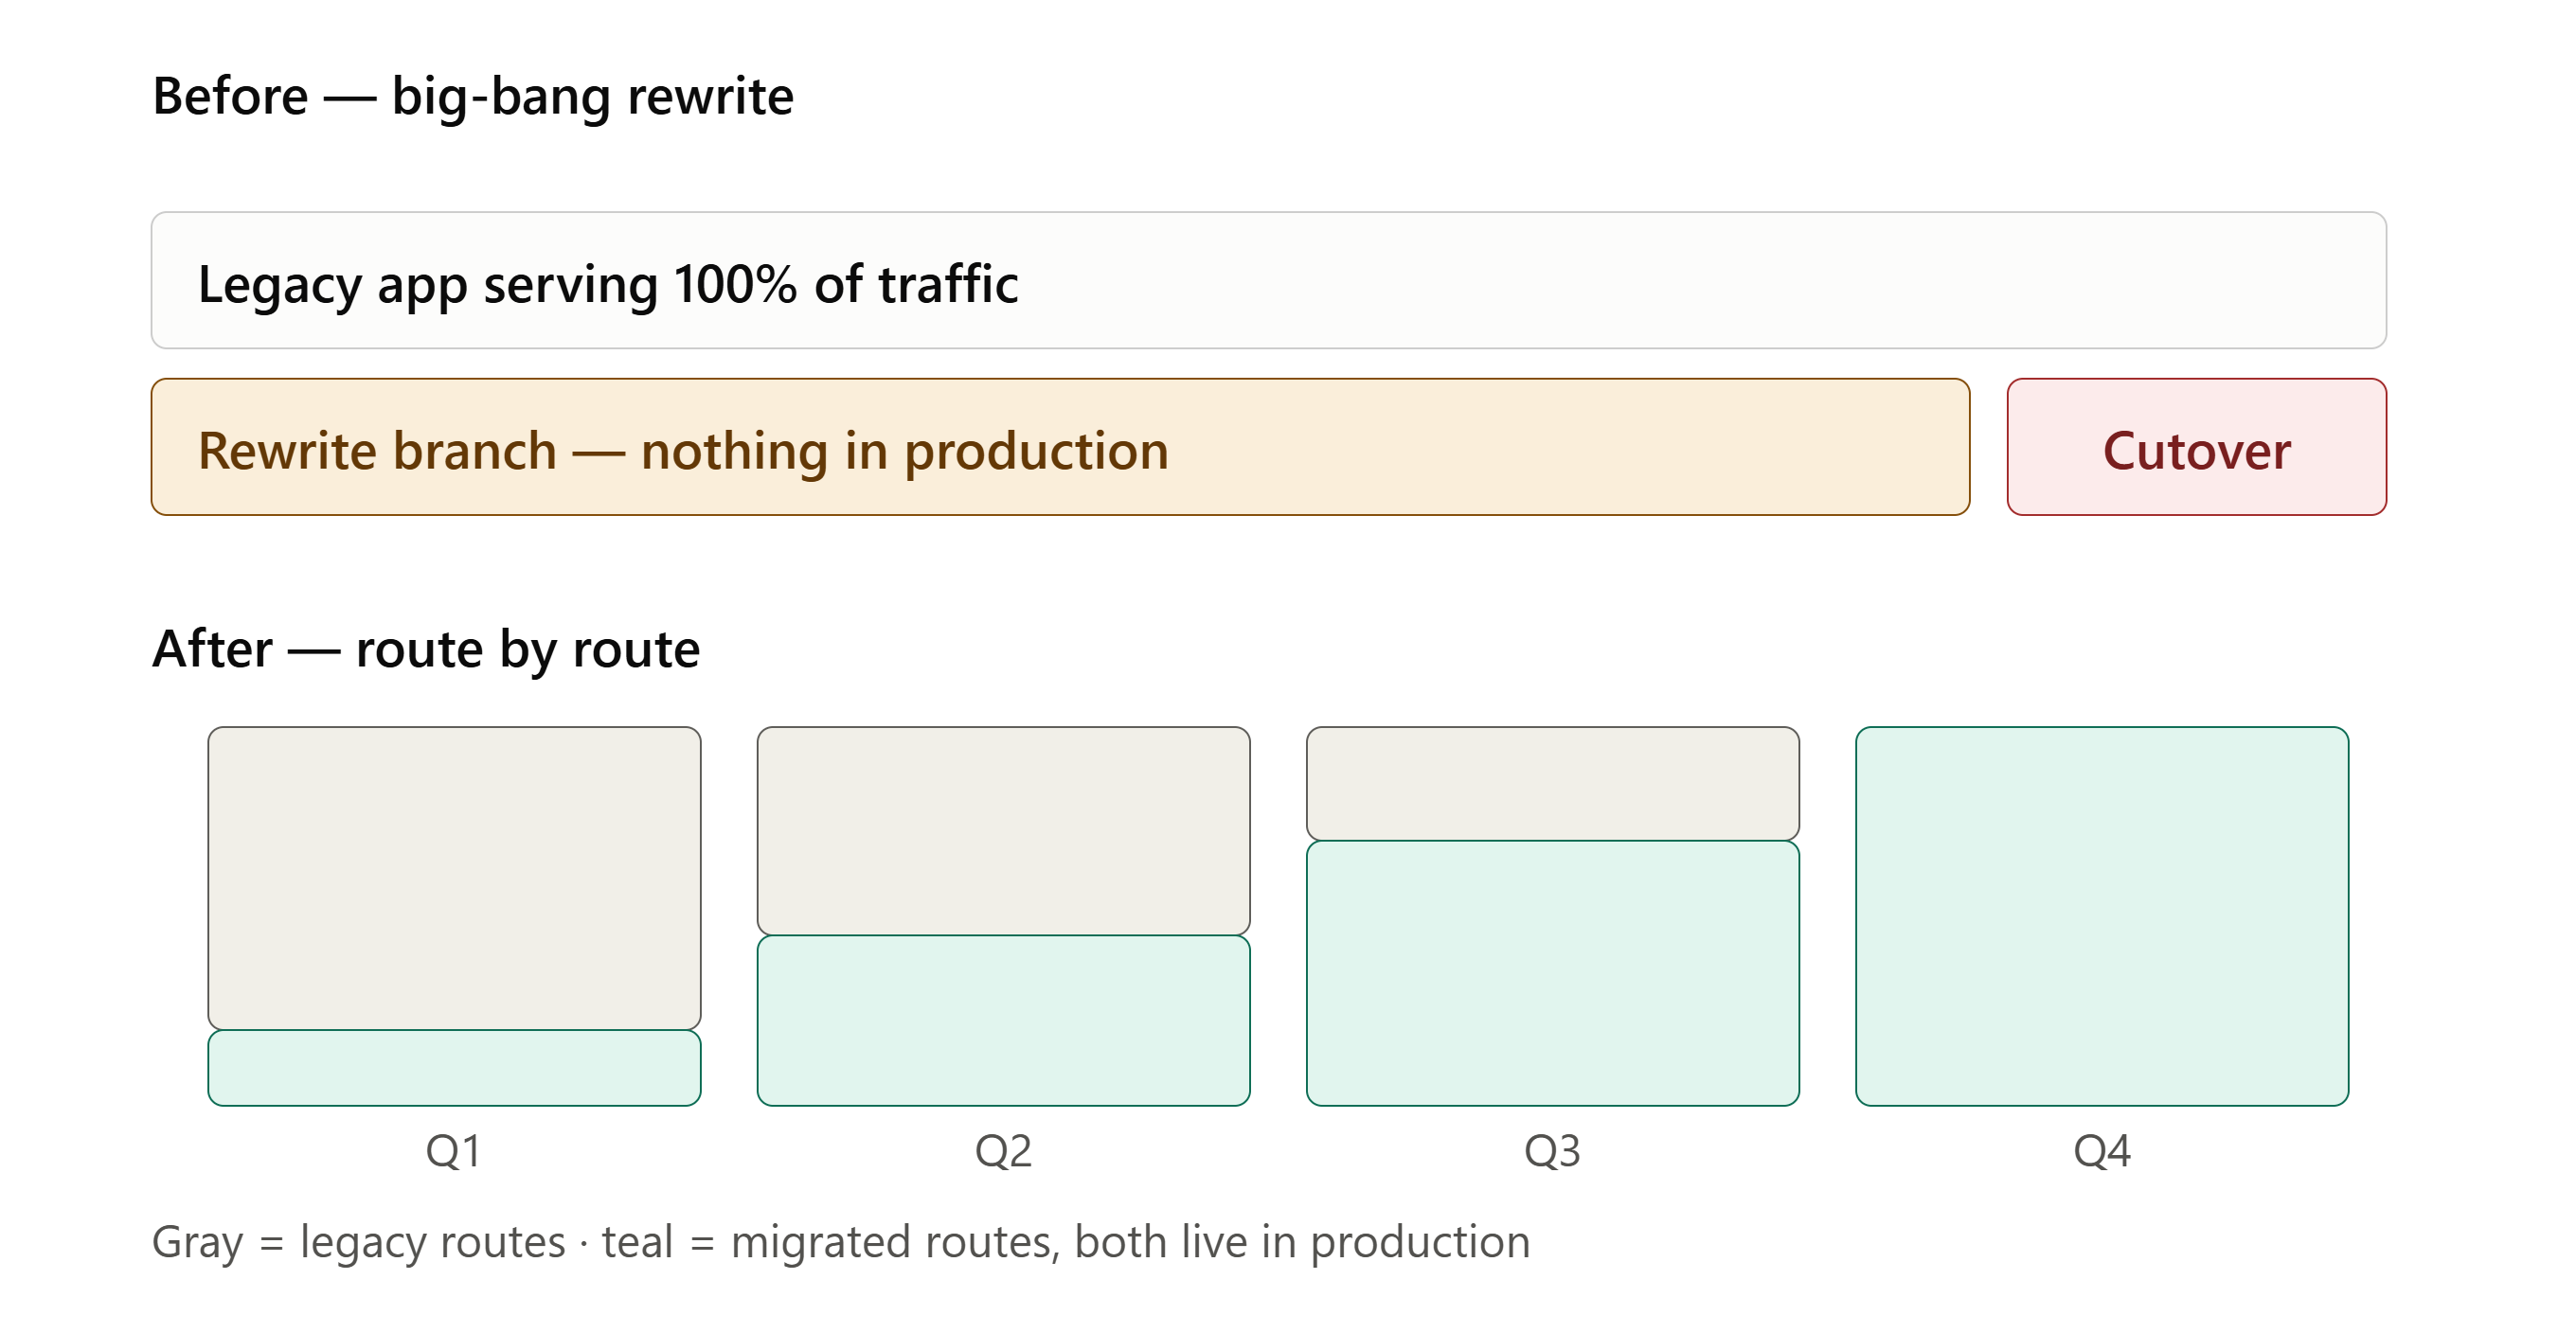 Before — big-bang rewrite
Legacy app serving 100% of traffic
Rewrite branch — nothing in production
Cutover
After — route by route
Q1
Q2
Q3
Q4
Gray = legacy routes · teal = migrated routes, both live in production